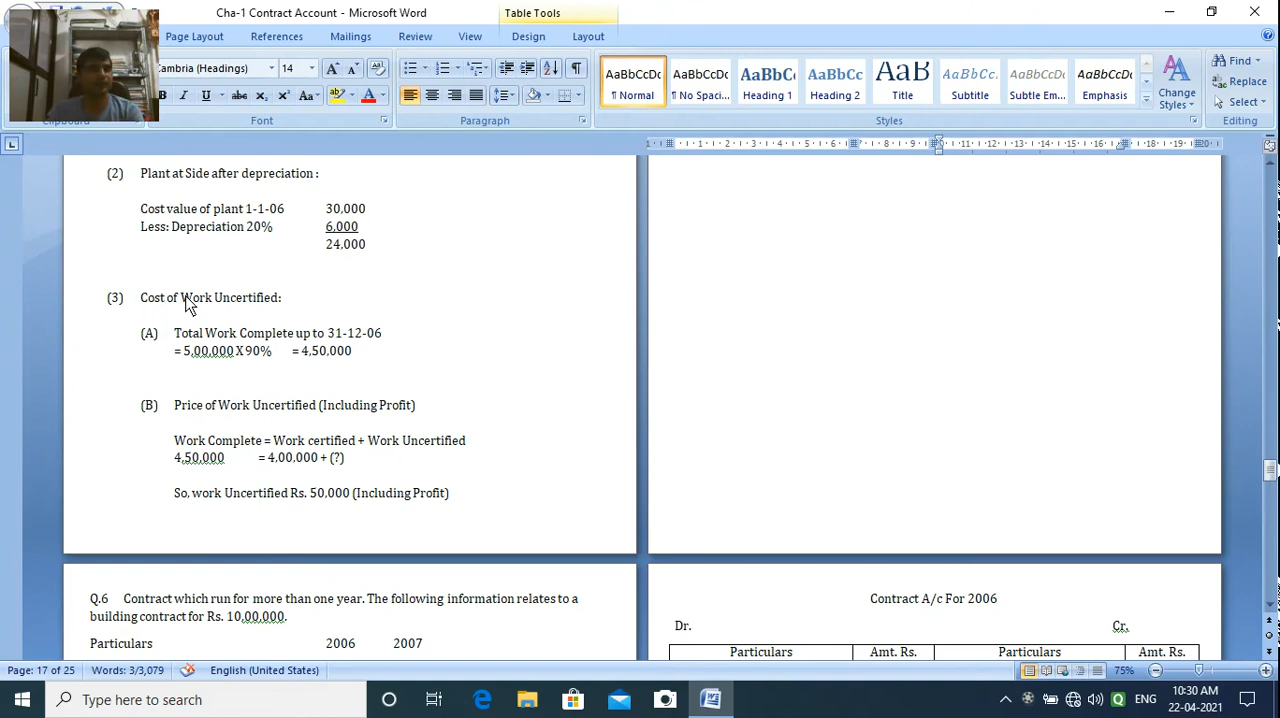 Cha-1 Contract Account - Microsoft Word
Table Tools
Page Layout References Mailings Review View Design Layout
Cambria (Headings) 14
Find
Replace
Select
AaBbCcDc AaBbCcDc AaBbC AaBbCc AaB AaBbCc. AaBbCcDc AaBbCcDc
¶ Normal ¶ No Spaci... Heading 1 Heading 2 Title Subtitle Subtle Em... Emphasis
Change Styles
Font Paragraph Styles Editing
(2) Plant at Side after depreciation :
Cost value of plant 1-1-06 30,000
Less: Depreciation 20% 6,000
24,000
(3) Cost of Work Uncertified:
(A) Total Work Complete up to 31-12-06
= 5,00,000 X 90% = 4,50,000
(B) Price of Work Uncertified (Including Profit)
Work Complete = Work certified + Work Uncertified
4,50,000 = 4,00,000 + (?)
So, work Uncertified Rs. 50,000 (Including Profit)
Q.6 Contract which run for more than one year. The following information relates to a
building contract for Rs. 10,00,000.
Particulars 2006 2007
Contract A/c For 2006
Dr. Cr.
Particulars Amt. Rs. Particulars Amt. Rs.
Page: 17 of 25 Words: 3/3,079 English (United States) 75%
Type here to search
ENG
10:30 AM
22-04-2021